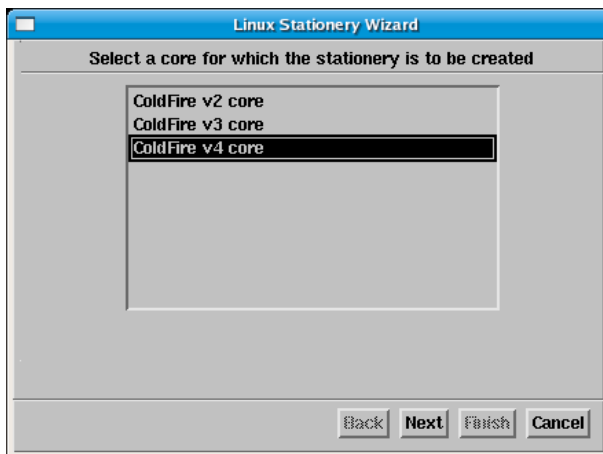 Linux Stationery Wizard
Select a core for which the stationery is to be created
ColdFire v2 core
ColdFire v3 core
ColdFire v4 core
Back Next Finish Cancel